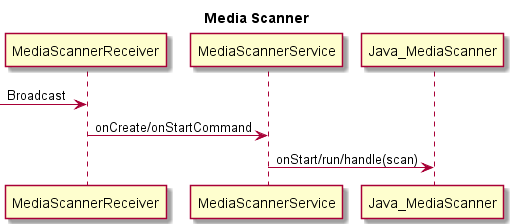 Media Scanner
MediaScannerReceiver
MediaScannerService
Java_MediaScanner
Broadcast
onCreate/onStartCommand
onStart/run/handle(scan)
MediaScannerReceiver
MediaScannerService
Java_MediaScanner